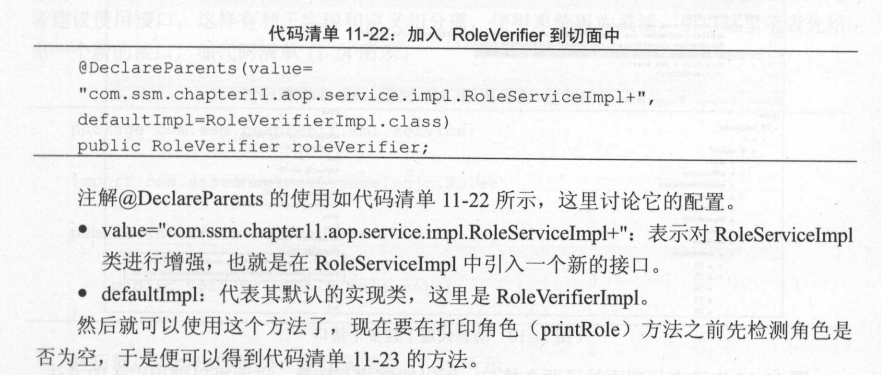 代码清单 11-22：加入 RoleVerifier 到切面中
@DeclareParents(value=
"com.ssm.chapter11.aop.service.impl.RoleServiceImpl+",
defaultImpl=RoleVerifierImpl.class)
public RoleVerifier roleVerifier;
注解@DeclareParents 的使用如代码清单 11-22 所示，这里讨论它的配置。
● value="com.ssm.chapter11.aop.service.impl.RoleServiceImpl+"：表示对 RoleServiceImpl
类进行增强，也就是在 RoleServiceImpl 中引入一个新的接口。
● defaultImpl：代表其默认的实现类，这里是 RoleVerifierImpl。
然后就可以使用这个方法了，现在要在打印角色（printRole）方法之前先检测角色是
否为空，于是便可以得到代码清单 11-23 的方法。